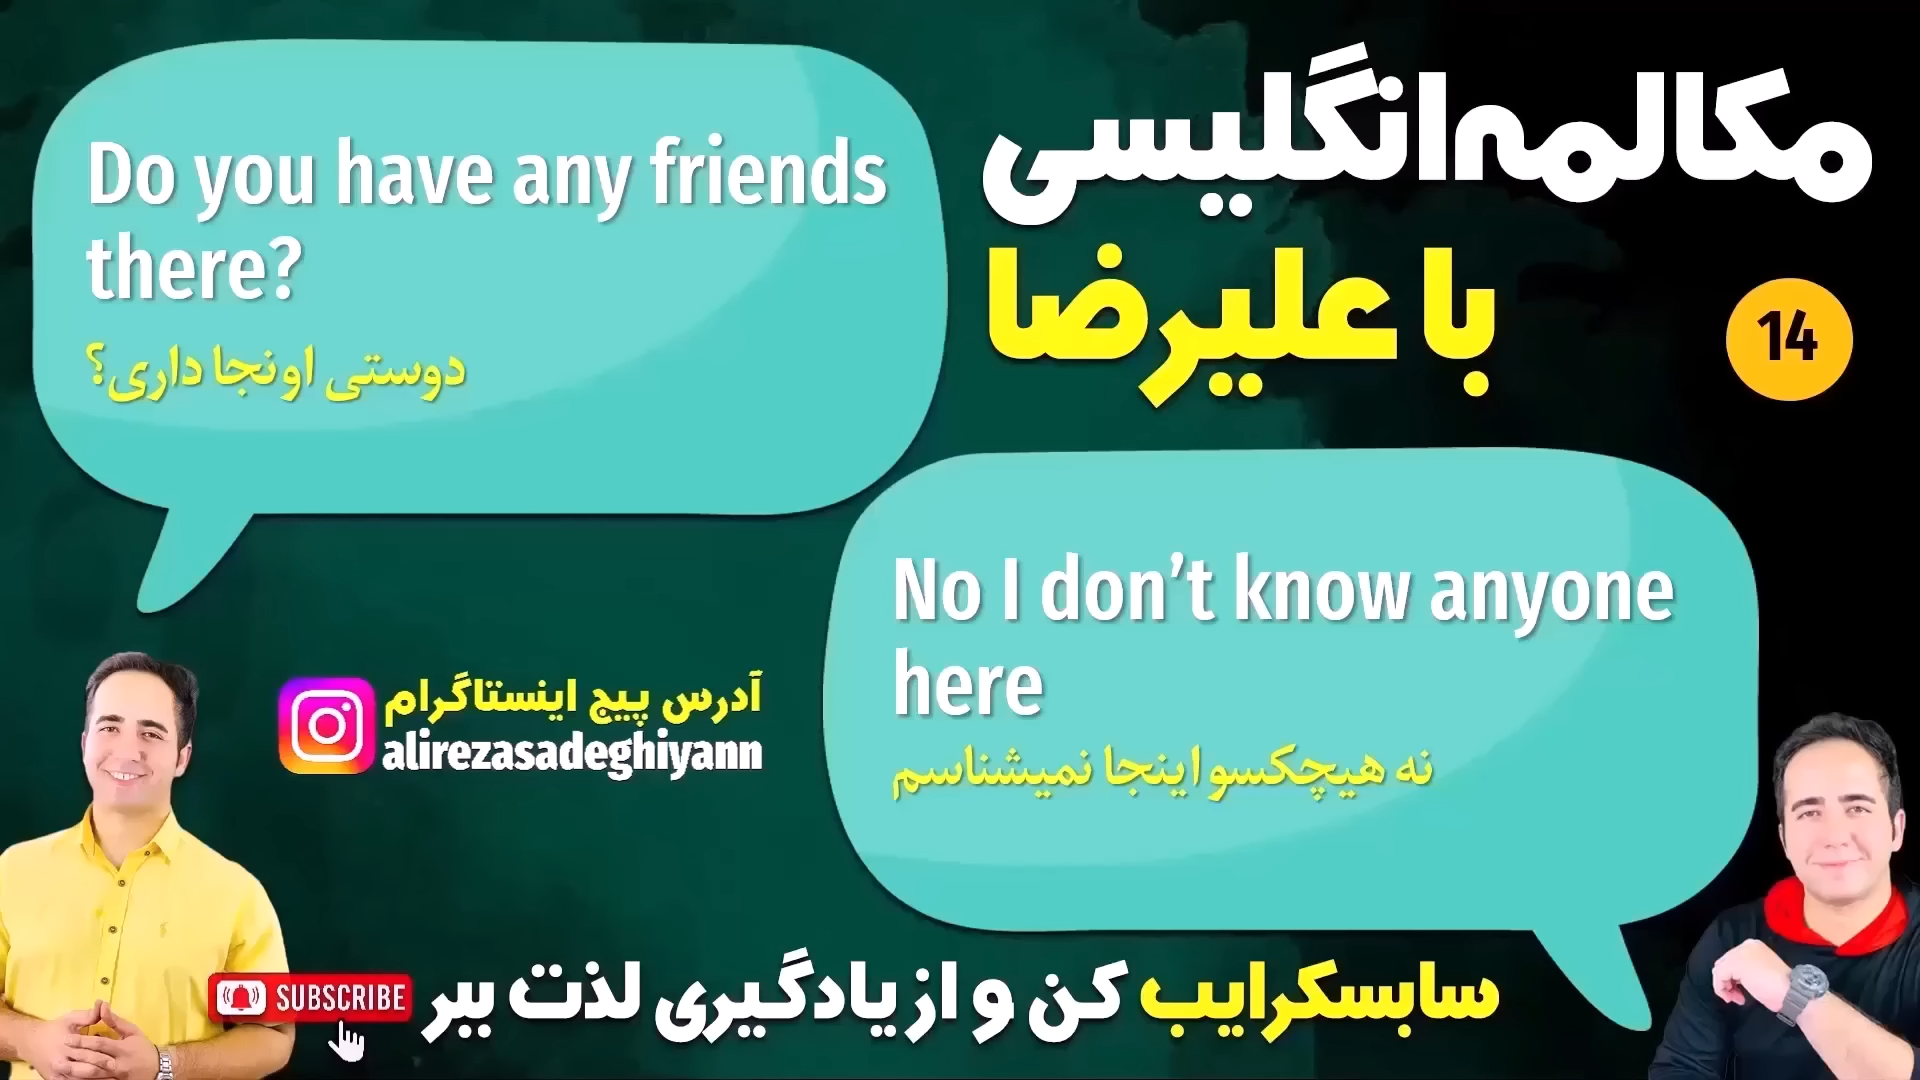 Do you have any friends
there?
دوستی اونجا داری؟
مکالمه انگلیسی
با علیرضا
14
No I don’t know anyone
here
نه هیچکسو اینجا نمیشناسم
آدرس پیج اینستاگرام
alirezasadeghiyann
SUBSCRIBE
سابسکرایب کن و از یادگیری لذت ببر